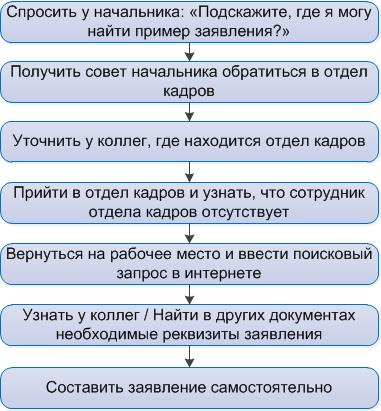 Спросить у начальника: «Подскажите, где я могу
найти пример заявления?»
Получить совет начальника обратиться в отдел
кадров
Уточнить у коллег, где находится отдел кадров
Прийти в отдел кадров и узнать, что сотрудник
отдела кадров отсутствует
Вернуться на рабочее место и ввести поисковый
запрос в интернете
Узнать у коллег / Найти в других документах
необходимые реквизиты заявления
Составить заявление самостоятельно